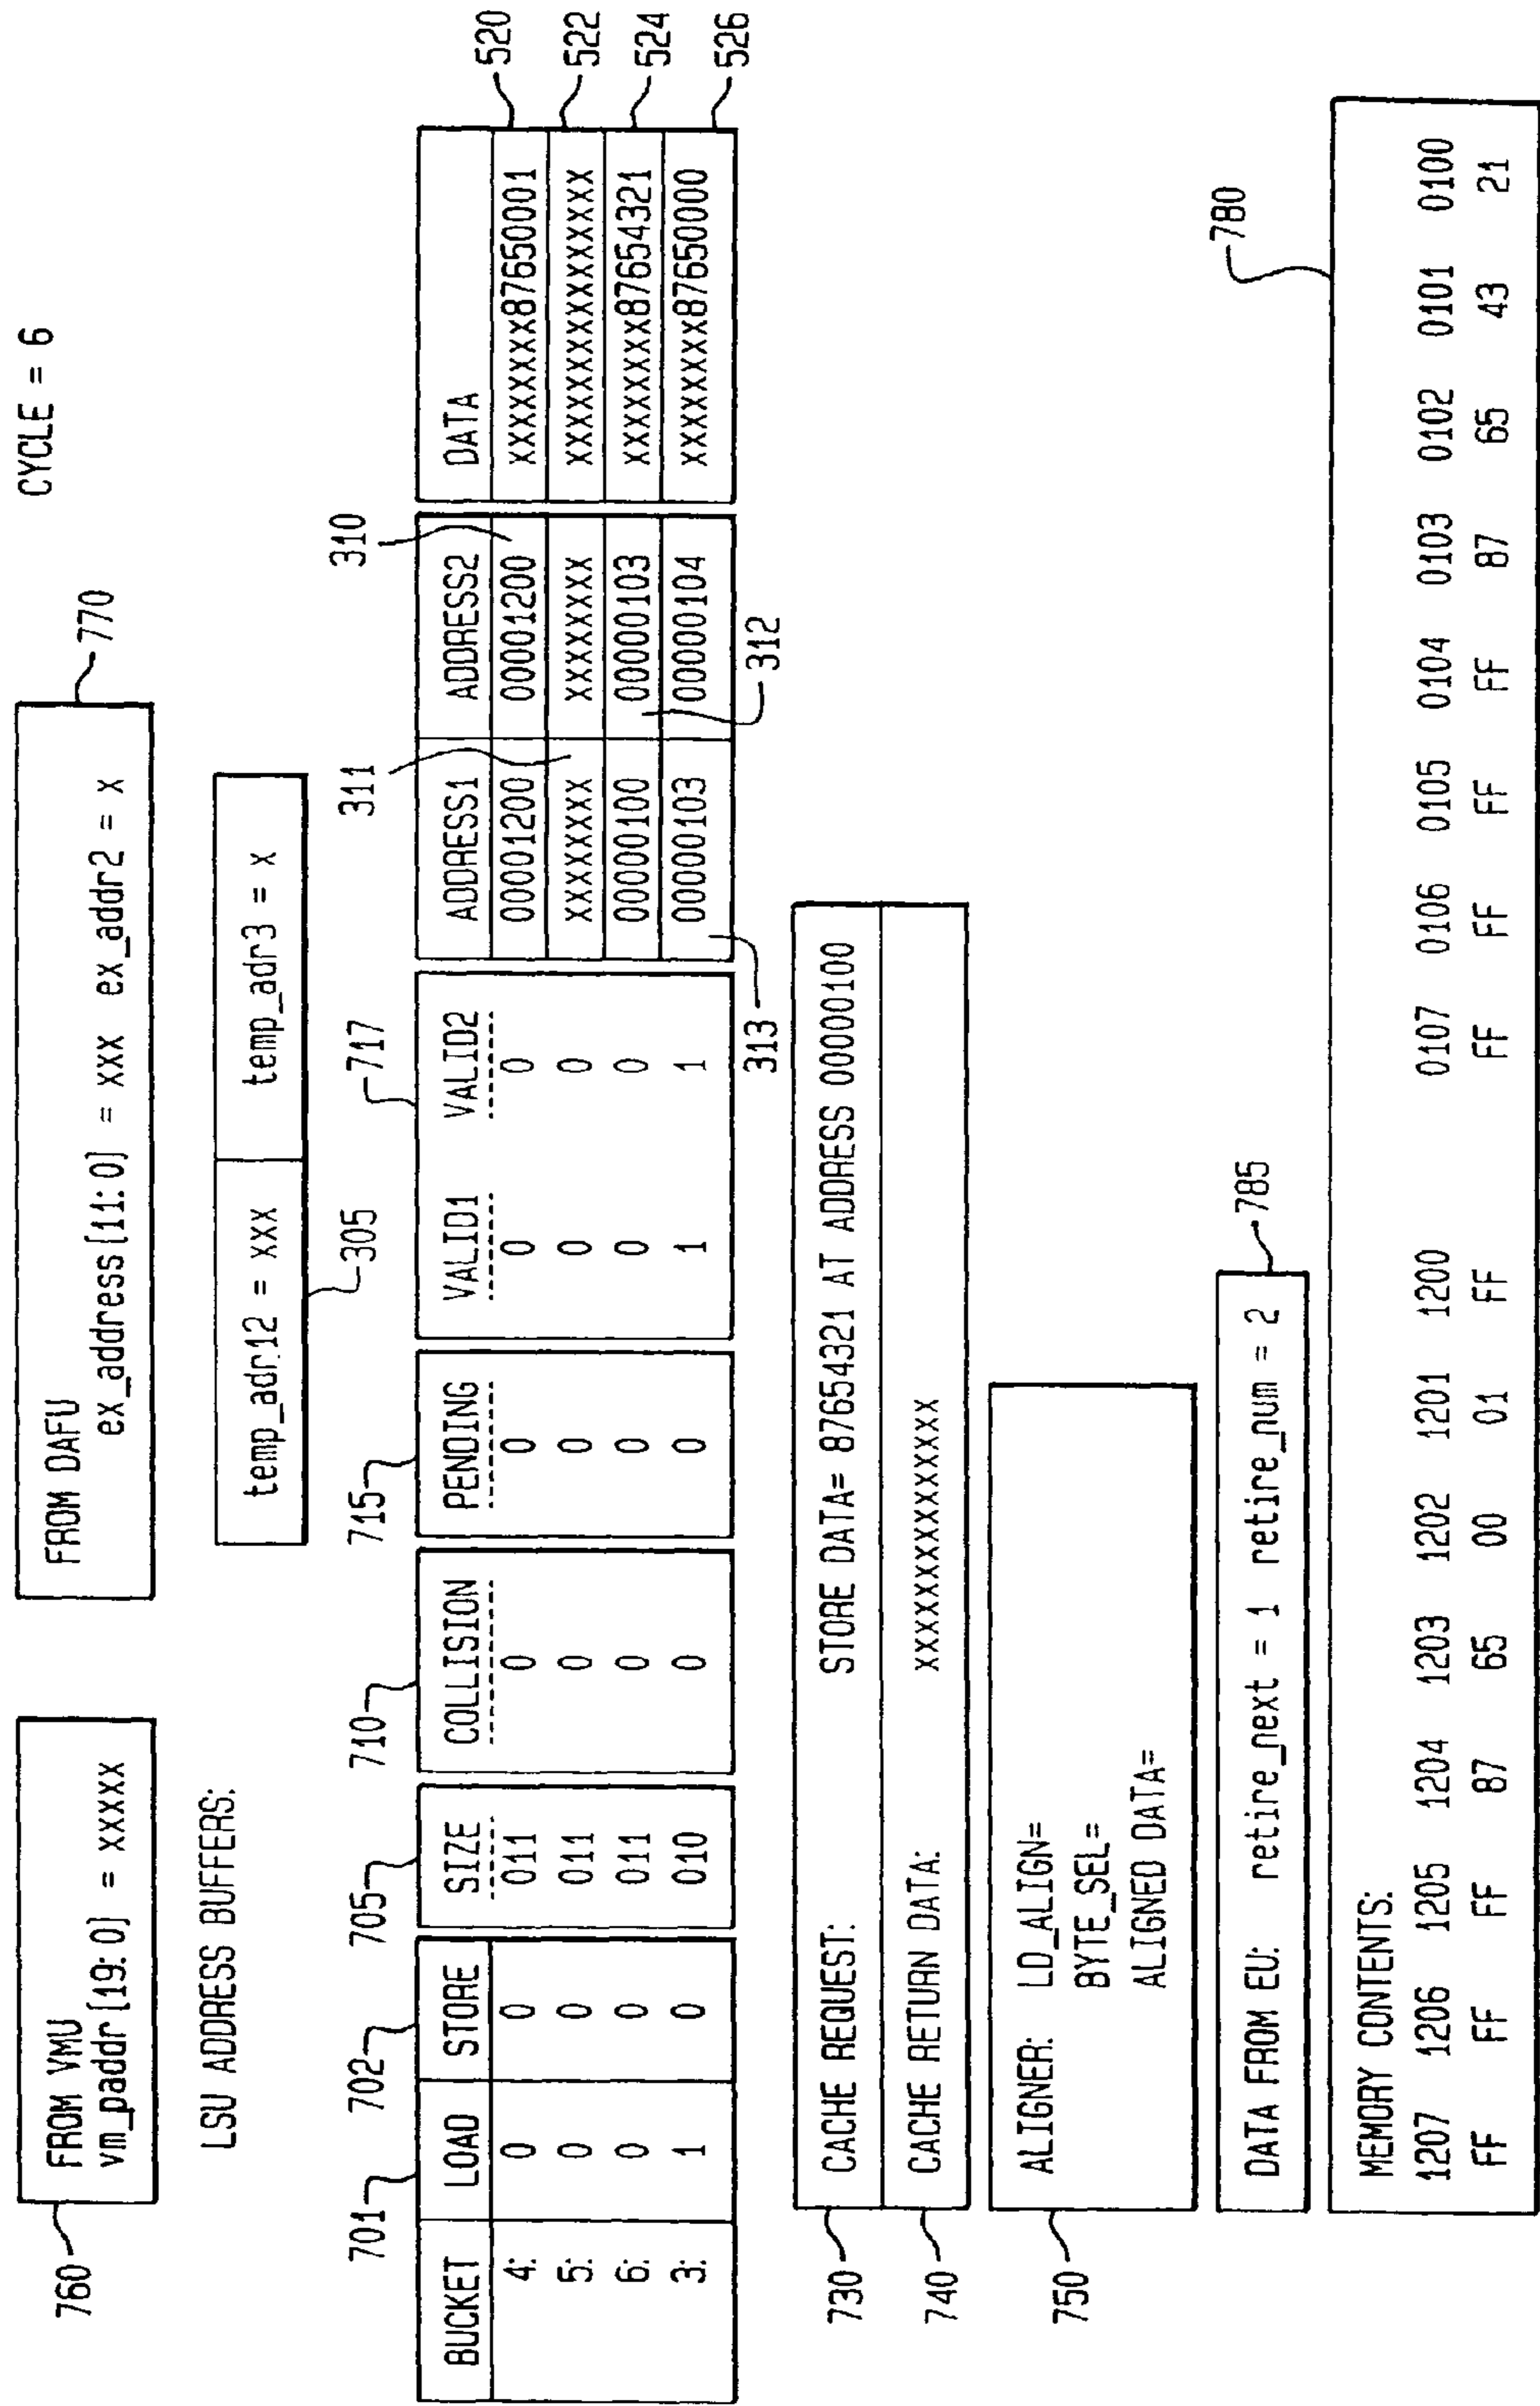 CYCLE = 6
FROM VMU
vm_paddr[19:0] = xxxxx
760
FROM DAFU
ex_address[11:0] = xxx ex_addr2 = x
770
temp_adr12 = xxx temp_adr3 = x
305
LSU ADDRESS BUFFERS:
701 702 705 710 715 717 311 310
BUCKET LOAD STORE SIZE COLLISION PENDING VALID1 VALID2 ADDRESS1 ADDRESS2 DATA
4: 0 0 011 0 0 0 0 00001200 00001200 XXXXXXX87650001 520
5: 0 0 011 0 0 0 0 XXXXXXX XXXXXXX XXXXXXXXXXXXX 522
6: 0 0 011 0 0 0 0 00000100 00000103 XXXXXX87654321 524
3: 1 0 010 0 0 1 1 00000103 00000104 XXXXXX87650000 526
313 312
730
CACHE REQUEST: STORE DATA= 87654321 AT ADDRESS 00000100
740
CACHE RETURN DATA: XXXXXXXXXXXXXX
750
ALIGNER: LD_ALIGN=
BYTE_SEL=
ALIGNED DATA=
DATA FROM EU: retire_next = 1 retire_num = 2
785
780
MEMORY CONTENTS:
1207 1206 1205 1204 1203 1202 1201 1200 0107 0106 0105 0104 0103 0102 0101 0100
FF FF FF 87 65 00 01 FF FF FF FF FF 87 65 43 21